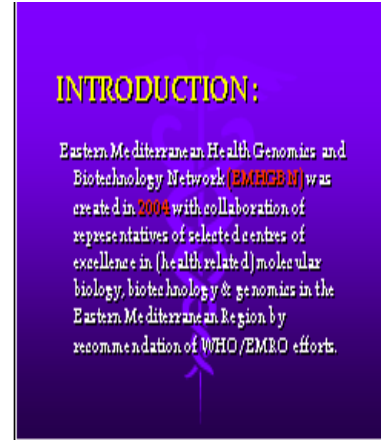 INTRODUCTION:
Eastern Mediterranean Health Genomics and
Biotechnology Network (EMHGBN) was
created in 2004 with collaboration of
representatives of selected centres of
excellence in (health related) molecular
biology, biotechnology & genomics in the
Eastern Mediterranean Region by
recommendation of WHO/EMRO efforts.